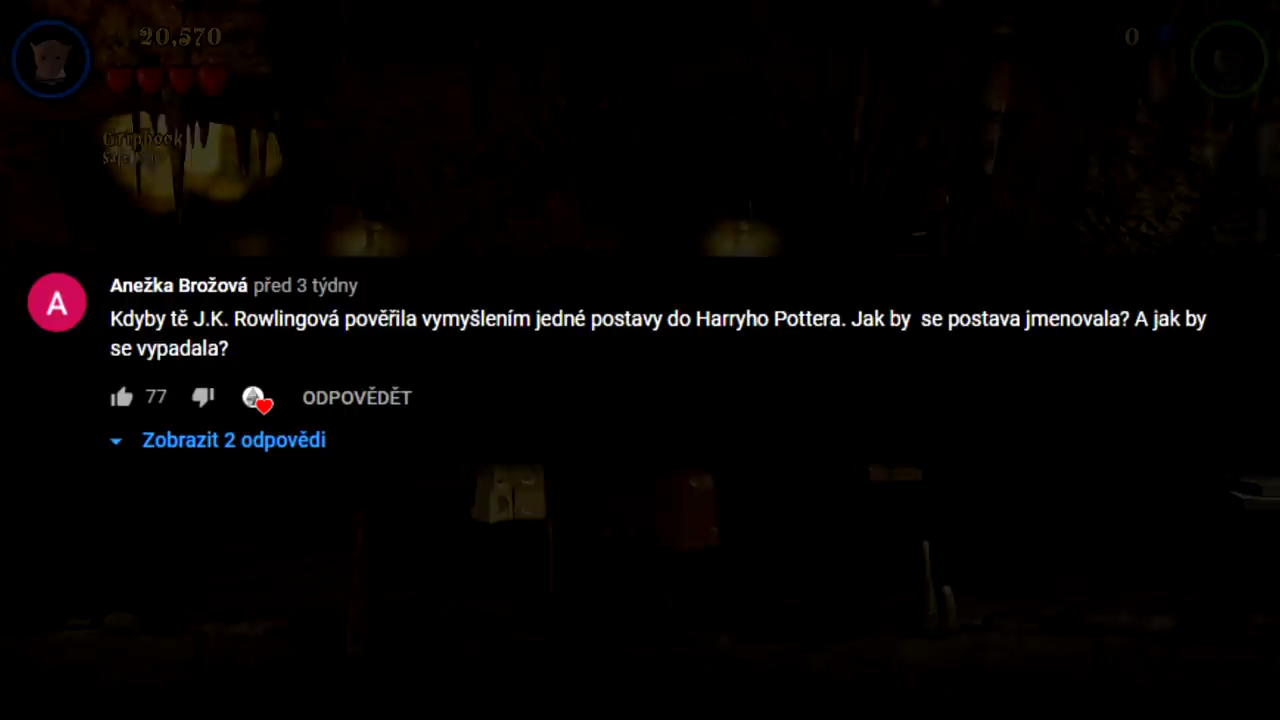 20,570
0
Griphook
Anežka Brožová před 3 týdny
Kdyby tě J.K. Rowlingová pověřila vymyšlením jedné postavy do Harryho Pottera. Jak by se postava jmenovala? A jak by
se vypadala?
77
ODPOVĚDĚT
Zobrazit 2 odpovědi